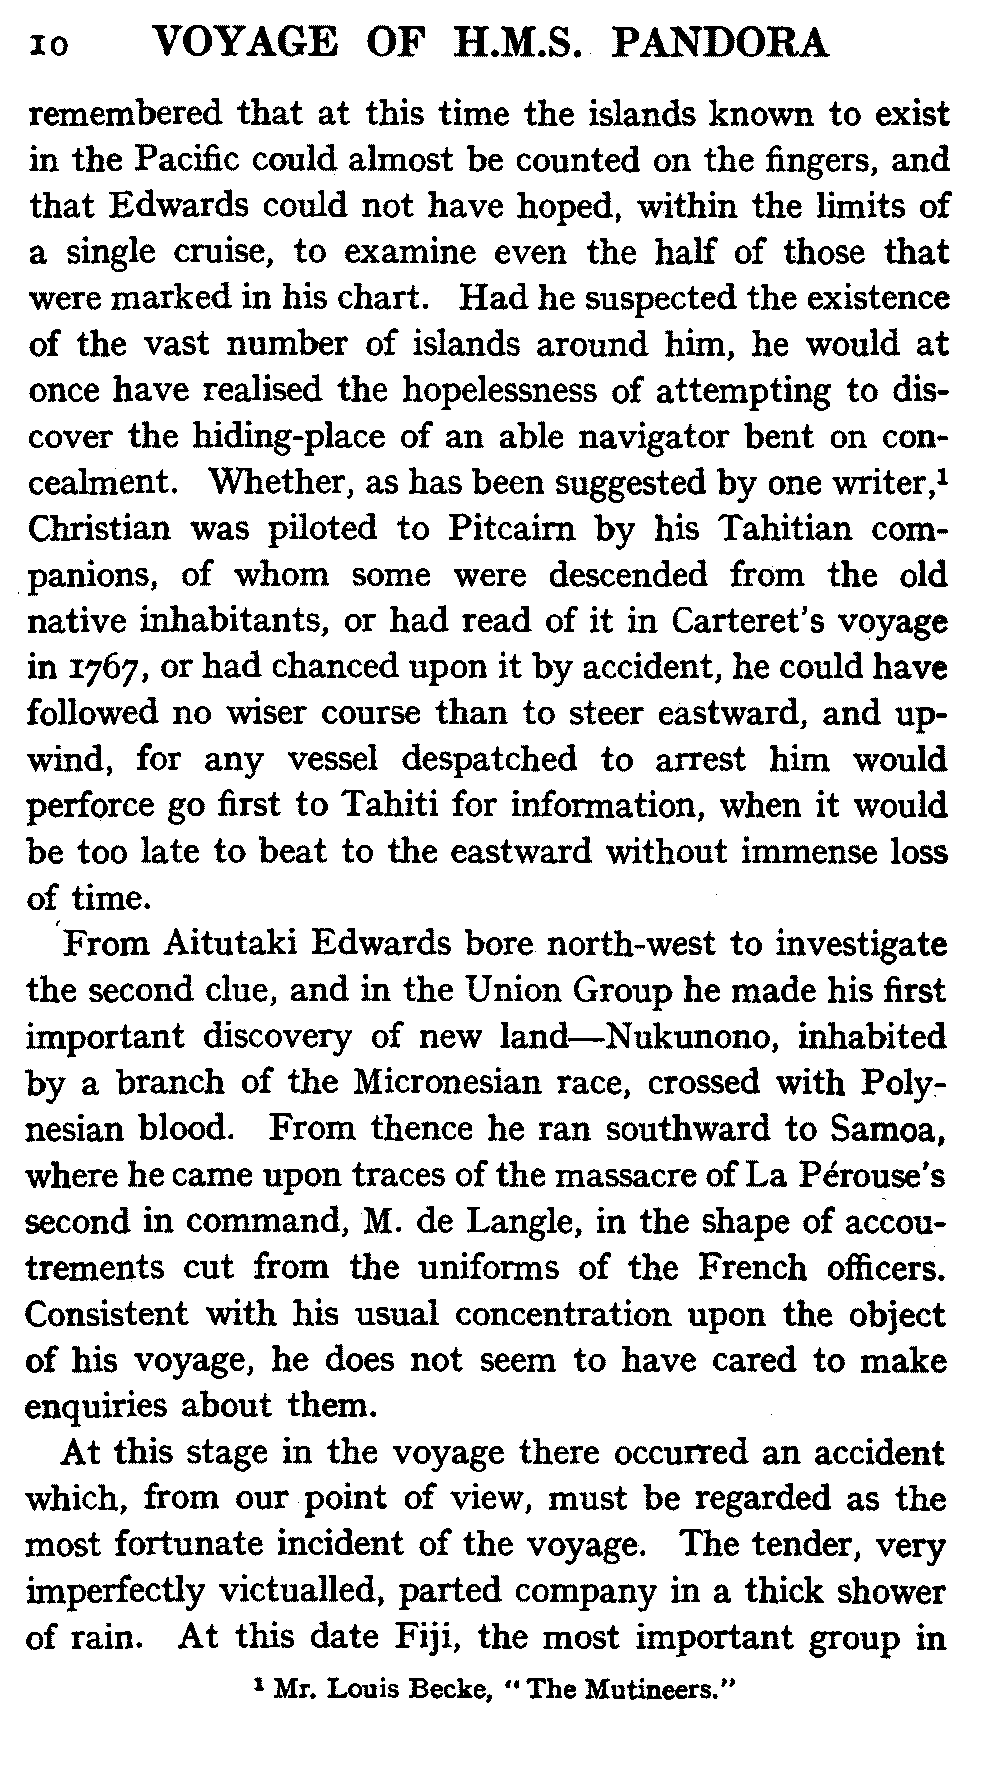 10 VOYAGE OF H.M.S. PANDORA
remembered that at this time the islands known to exist
in the Pacific could almost be counted on the fingers, and
that Edwards could not have hoped, within the limits of
a single cruise, to examine even the half of those that
were marked in his chart. Had he suspected the existence
of the vast number of islands around him, he would at
once have realised the hopelessness of attempting to dis-
cover the hiding-place of an able navigator bent on con-
cealment. Whether, as has been suggested by one writer,¹
Christian was piloted to Pitcairn by his Tahitian com-
panions, of whom some were descended from the old
native inhabitants, or had read of it in Carteret's voyage
in 1767, or had chanced upon it by accident, he could have
followed no wiser course than to steer eastward, and up-
wind, for any vessel despatched to arrest him would
perforce go first to Tahiti for information, when it would
be too late to beat to the eastward without immense loss
of time.
From Aitutaki Edwards bore north-west to investigate
the second clue, and in the Union Group he made his first
important discovery of new land—Nukunono, inhabited
by a branch of the Micronesian race, crossed with Poly-
nesian blood. From thence he ran southward to Samoa,
where he came upon traces of the massacre of La Pérouse's
second in command, M. de Langle, in the shape of accou-
trements cut from the uniforms of the French officers.
Consistent with his usual concentration upon the object
of his voyage, he does not seem to have cared to make
enquiries about them.
At this stage in the voyage there occurred an accident
which, from our point of view, must be regarded as the
most fortunate incident of the voyage. The tender, very
imperfectly victualled, parted company in a thick shower
of rain. At this date Fiji, the most important group in
¹ Mr. Louis Becke, "The Mutineers."